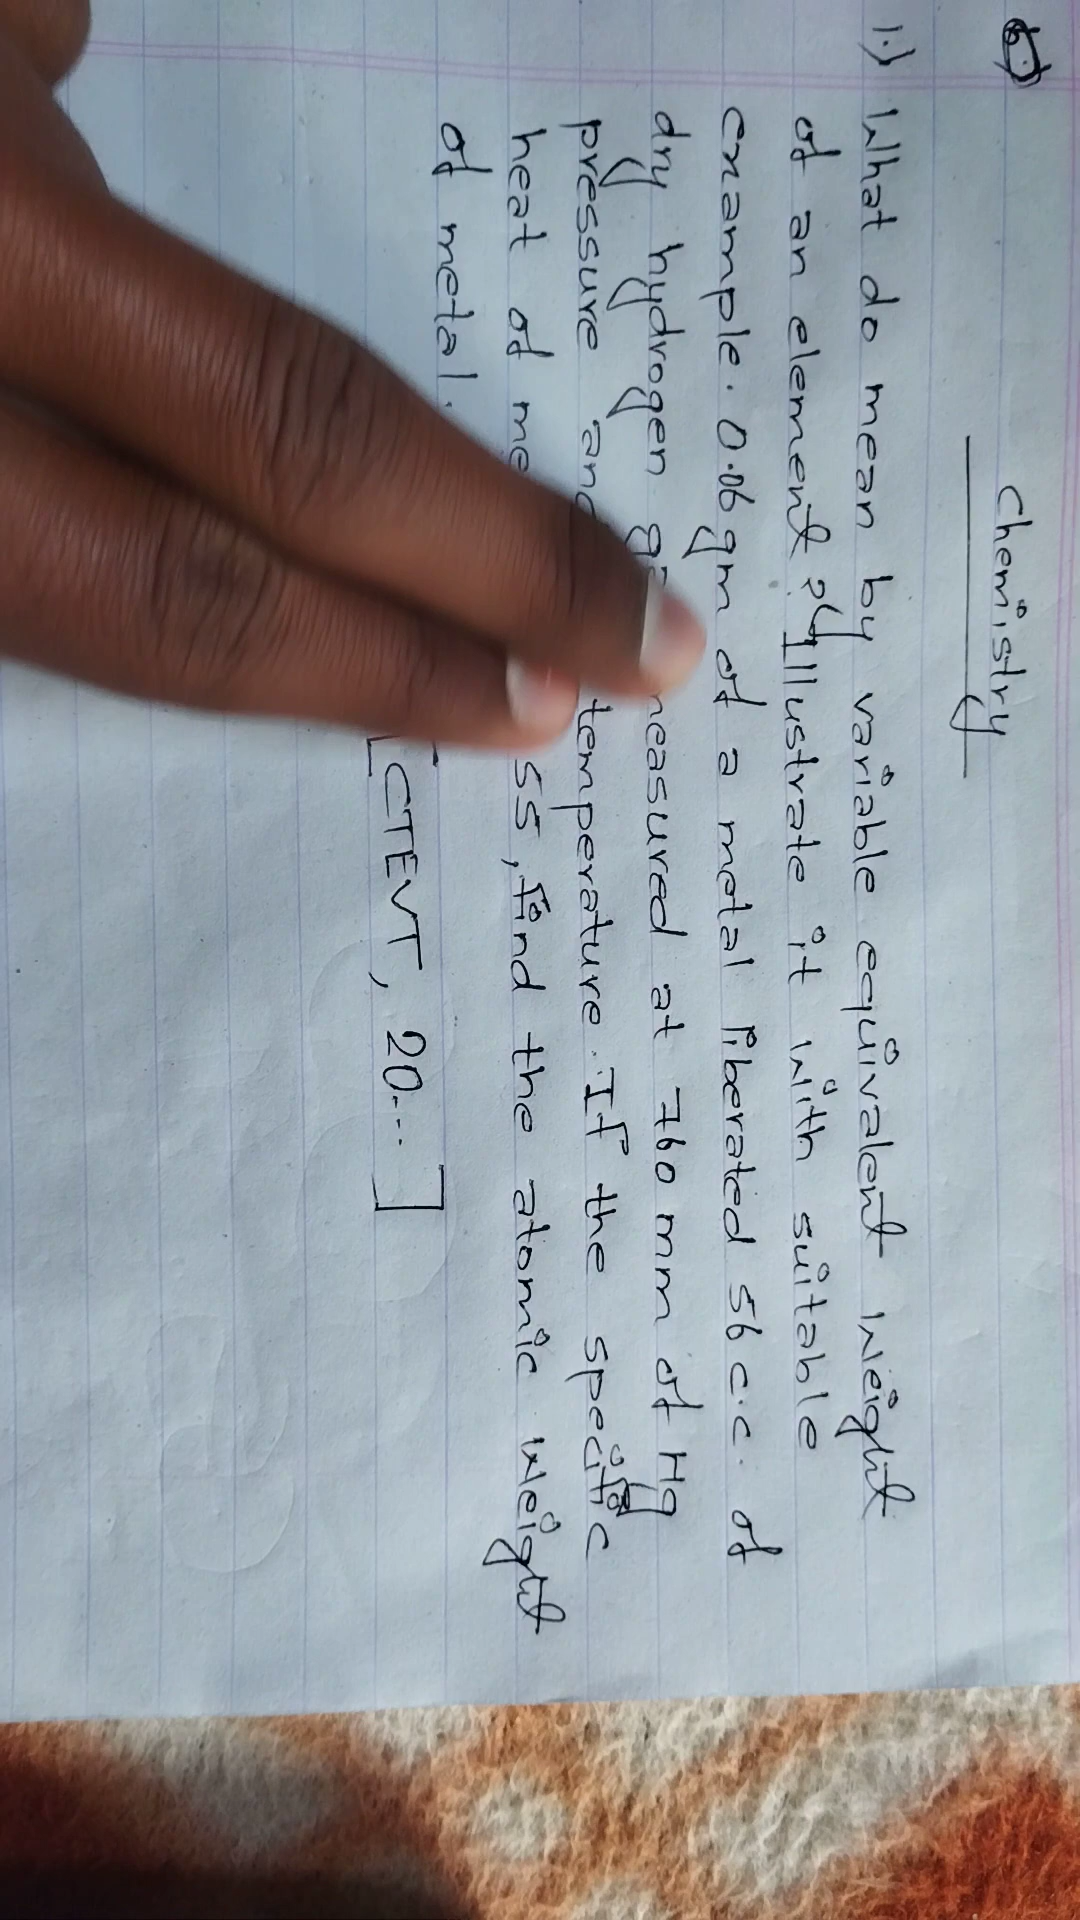 Chemistry
6.)
1.) What do mean by variable equivalent weight
of an element? Illustrate it with suitable
example. 0.06 gm of a metal liberated 56 c.c. of
dry hydrogen measured at 760 mm of Hg
pressure temperature. If the specific
heat of 55, find the atomic weight
of metal.
[CTEVT, 20...]